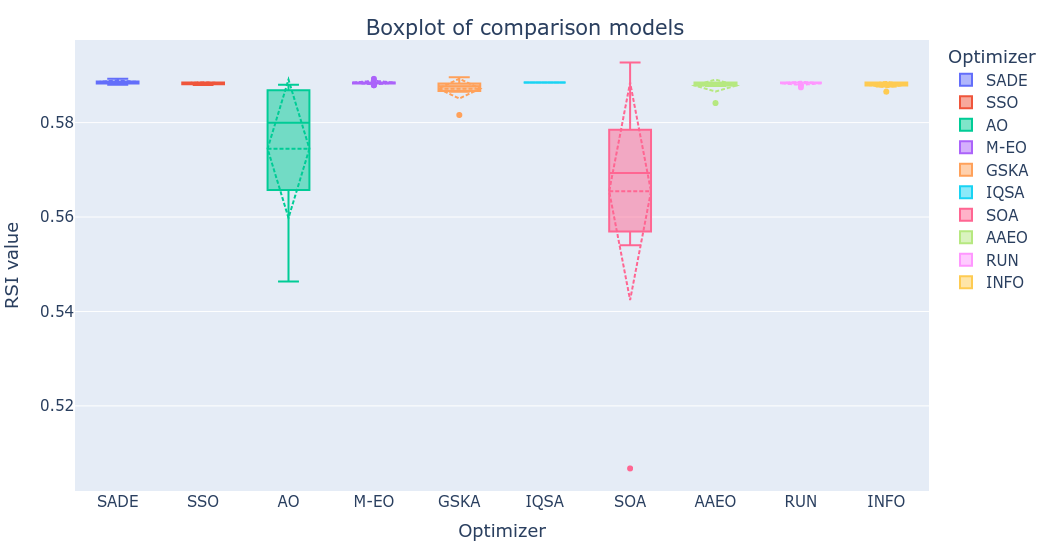 Boxplot of comparison models
RSI value
0.58
0.56
0.54
0.52
SADE
SSO
AO
M-EO
GSKA
IQSA
SOA
AAEO
RUN
INFO
Optimizer
Optimizer
SADE
SSO
AO
M-EO
GSKA
IQSA
SOA
AAEO
RUN
INFO